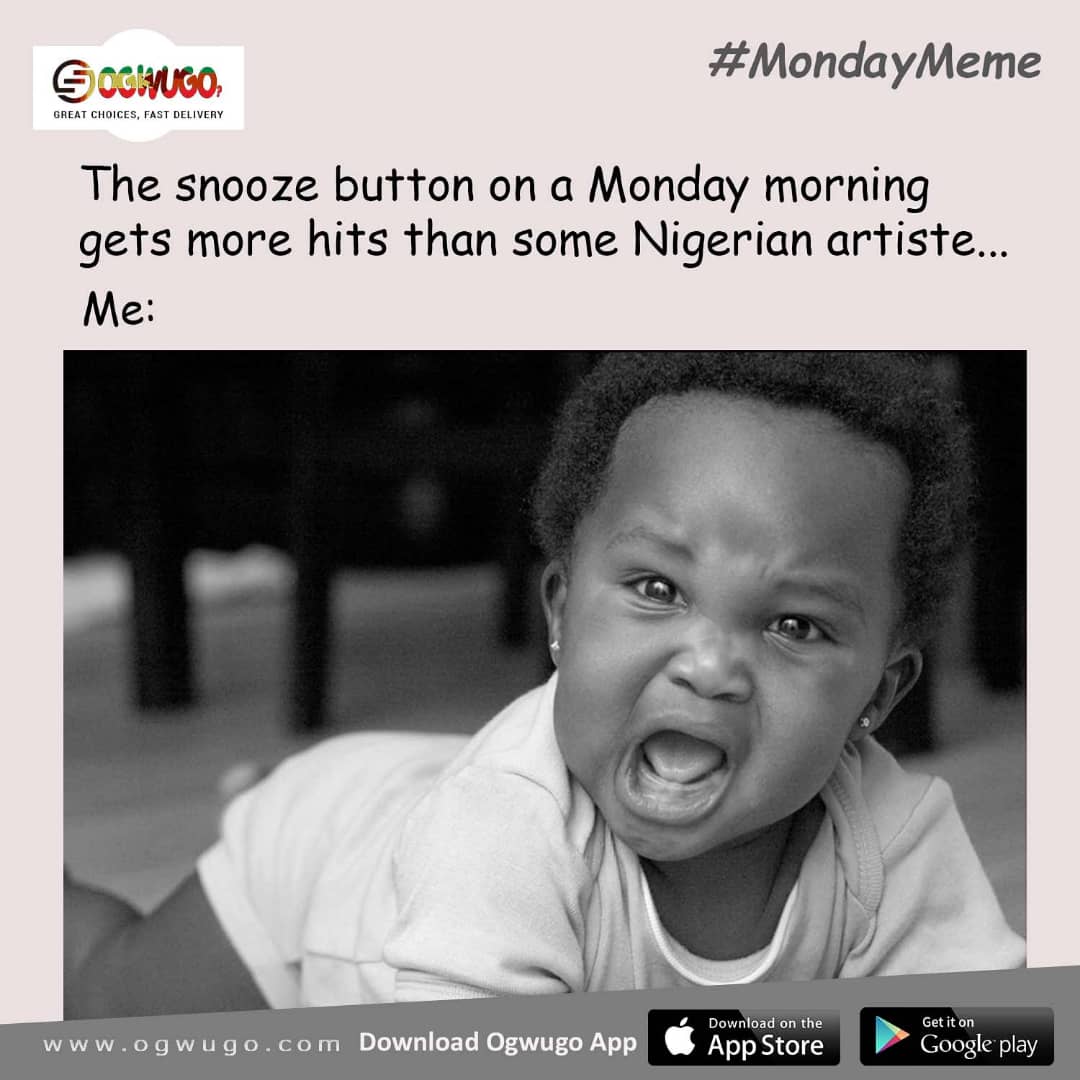 OGWUGO
GREAT CHOICES, FAST DELIVERY
#MondayMeme
The snooze button on a Monday morning
gets more hits than some Nigerian artiste...
Me:
www.ogwugo.com
Download Ogwugo App
Download on the
App Store
Get it on
Google play